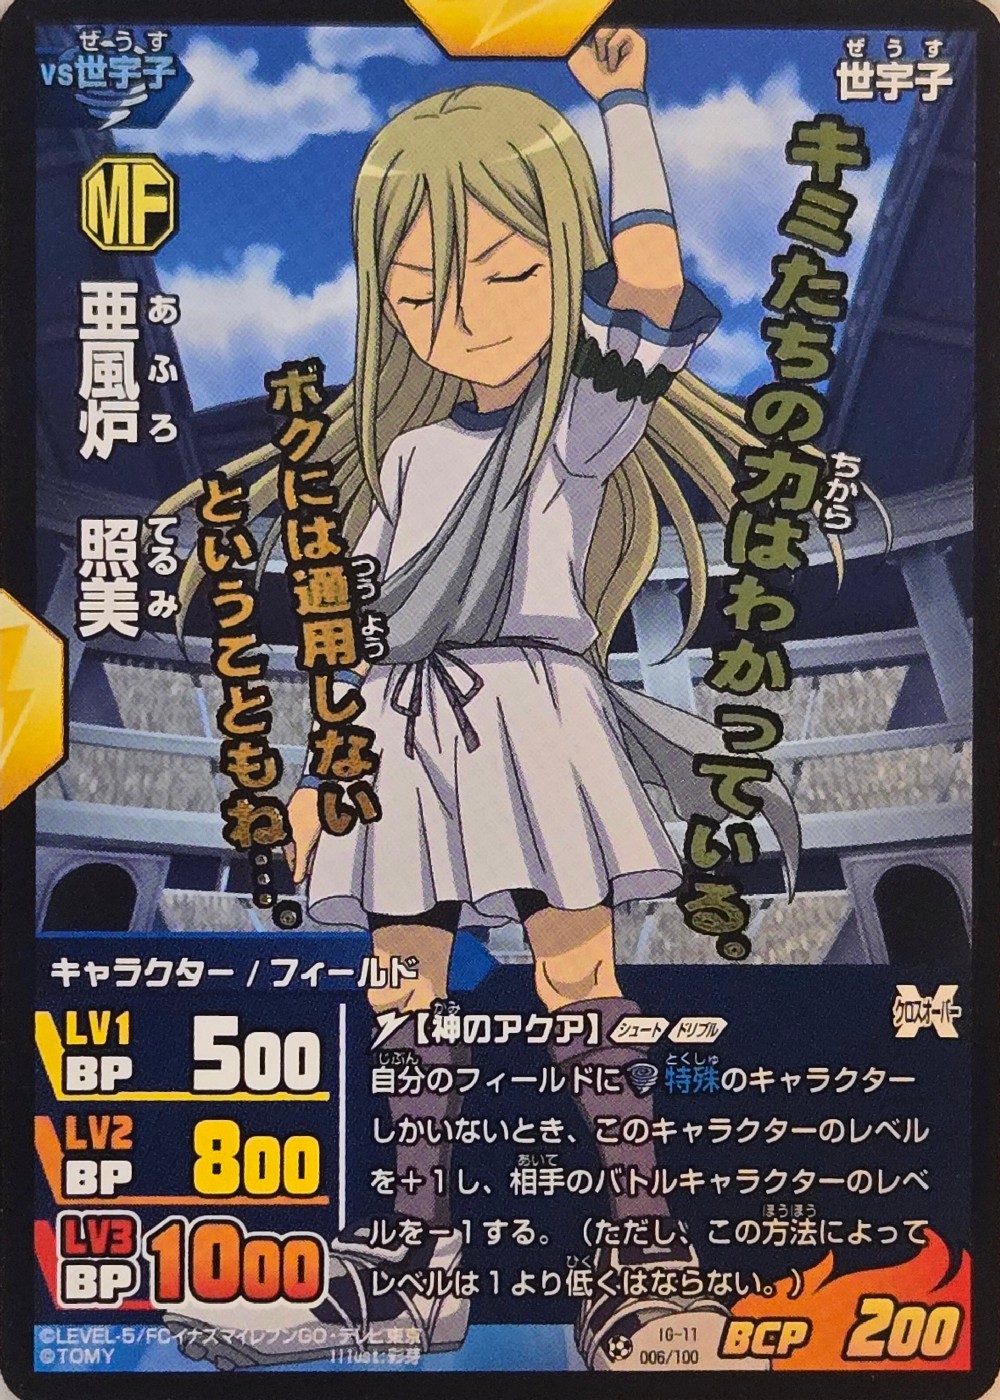 ぜうす
vs世宇子
ぜうす
世宇子
MF
亜風炉 照美
あふろ てるみ
キミたちの力はわかっている。
ちから
ボクには通用しない
つうよう
ということもね……。
キャラクター / フィールド
クロスオーバー
LV1
BP 500
LV2
BP 800
LV3
BP 1000
かみ
【神のアクア】 シュート ドリブル
じぶん とくしゅ
自分のフィールドに特殊のキャラクター
しかいないとき、このキャラクターのレベル
あいて
を＋１し、相手のバトルキャラクターのレベ
ほうほう
ルを－１する。（ただし、この方法によって
ひく
レベルは１より低くはならない。）
©LEVEL-5/FCイナズマイレブンGO・テレビ東京
©TOMY
Illust:彩芽
IG-11
006/100
BCP 200